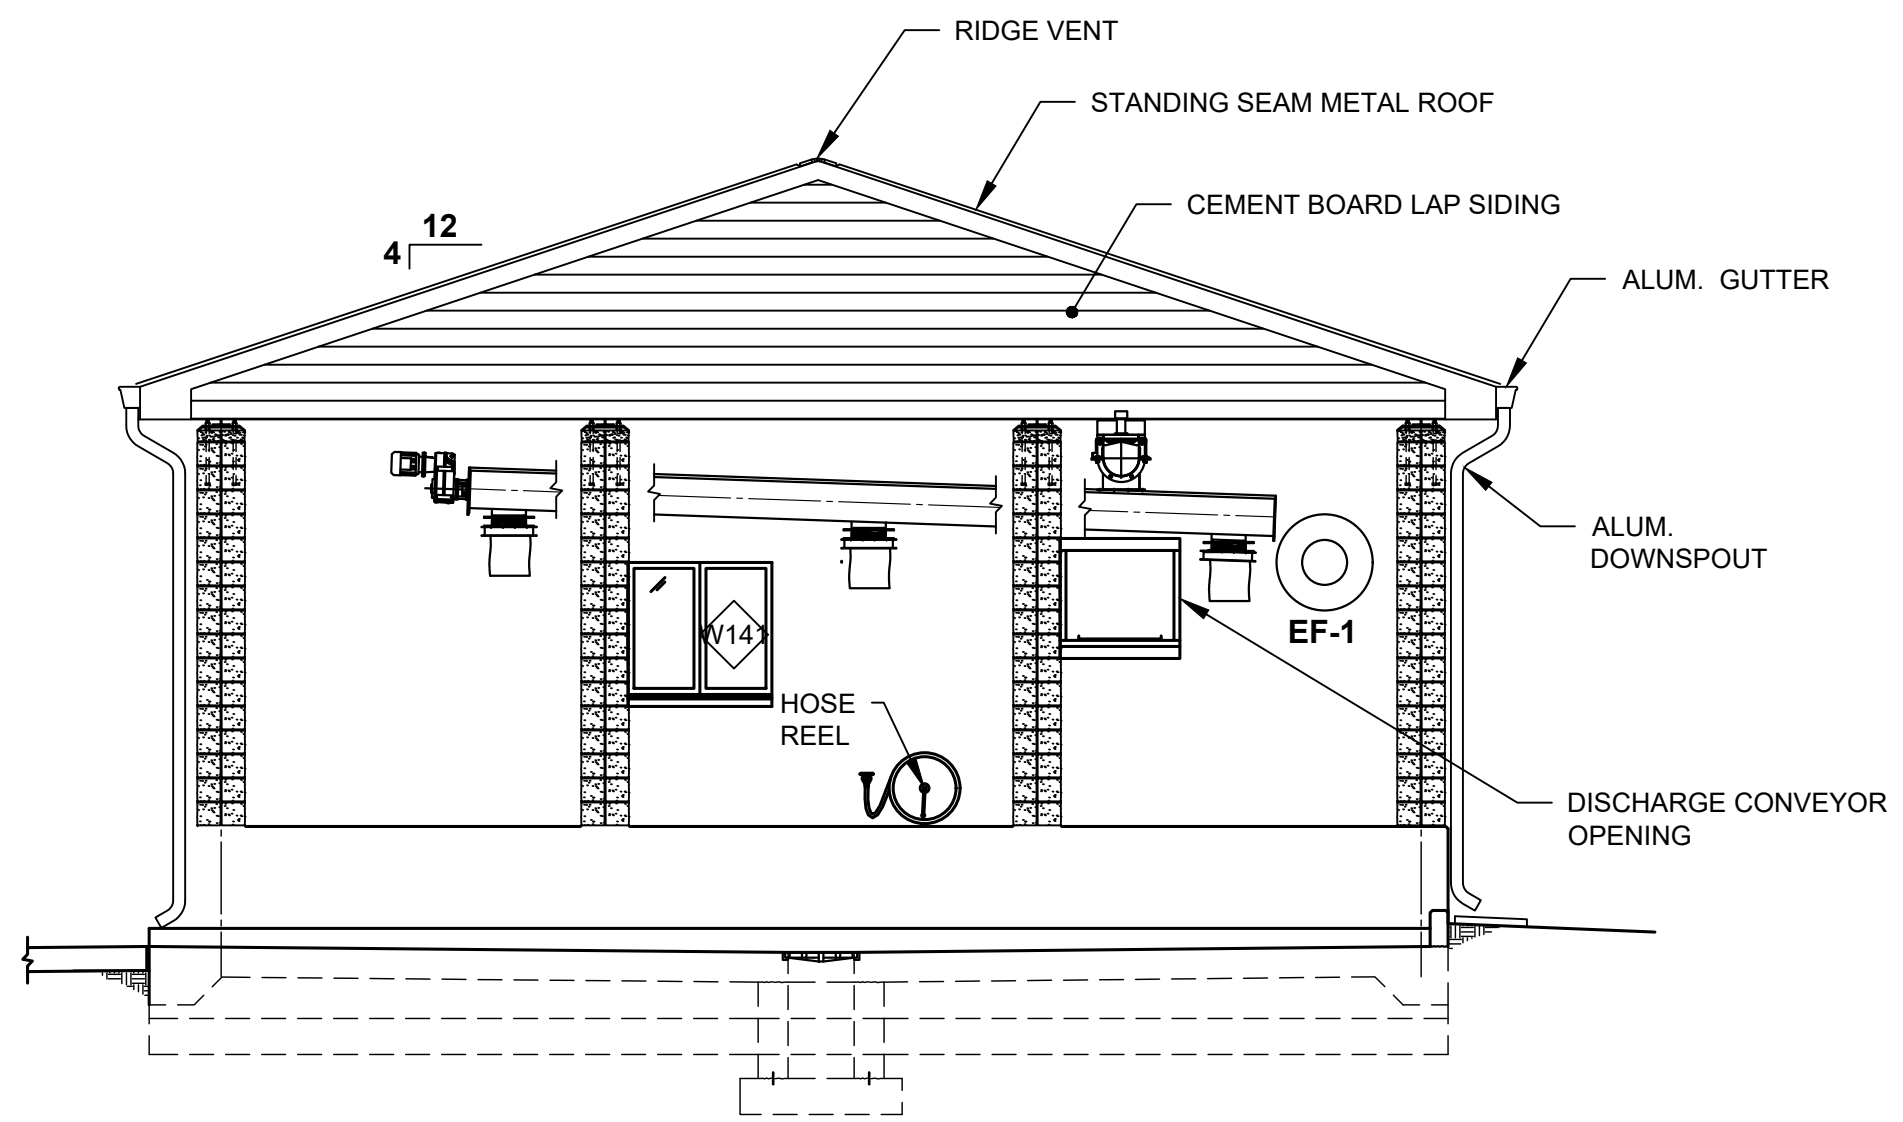 RIDGE VENT
STANDING SEAM METAL ROOF
CEMENT BOARD LAP SIDING
12
4
ALUM. GUTTER
ALUM.
DOWNSPOUT
W141
EF-1
HOSE
REEL
DISCHARGE CONVEYOR
OPENING